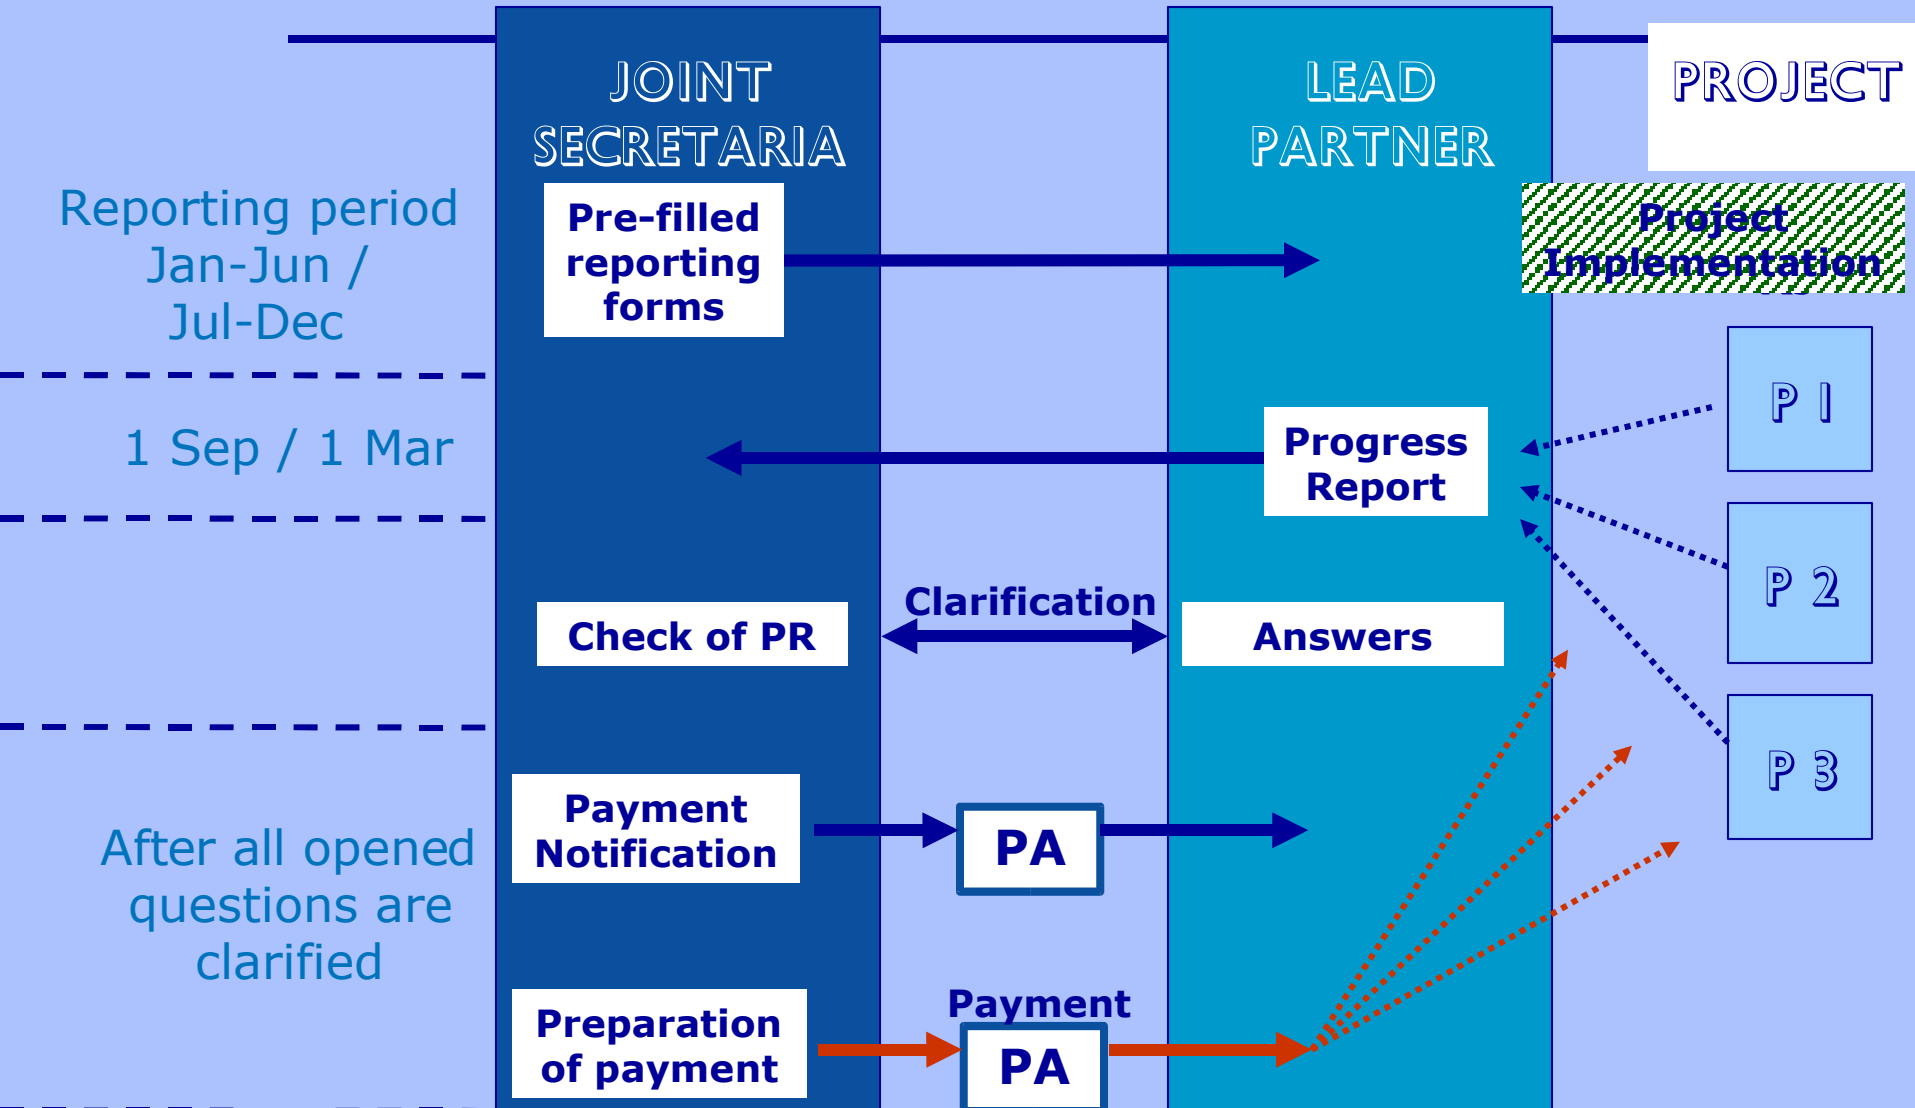 JOINT
SECRETARIA
LEAD
PARTNER
PROJECT
Reporting period
Jan-Jun /
Jul-Dec
Pre-filled
reporting
forms
Project
Implementation
1 Sep / 1 Mar
Progress
Report
P 1
P 2
P 3
Check of PR
Clarification
Answers
After all opened
questions are
clarified
Payment
Notification
PA
Preparation
of payment
Payment
PA